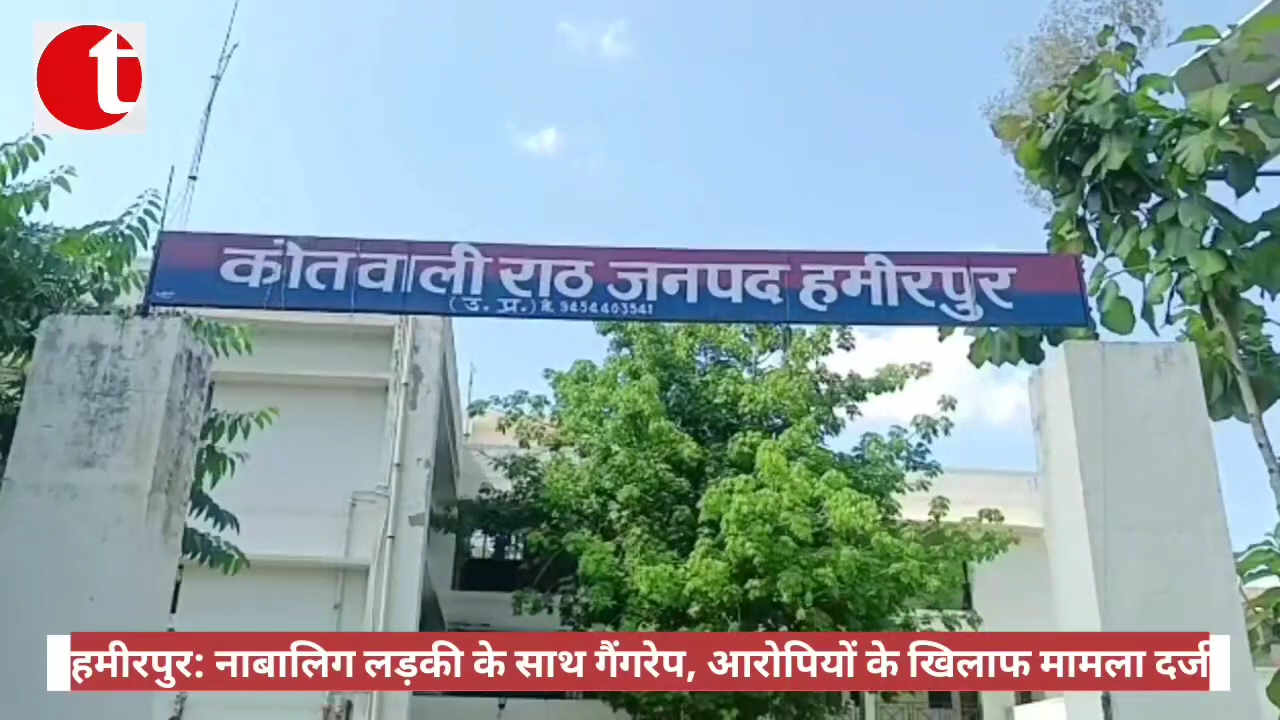 t
कोतवाली राठ जनपद हमीरपुर
(उ. प्र.) मो. 9454403541
हमीरपुर: नाबालिग लड़की के साथ गैंगरेप, आरोपियों के खिलाफ मामला दर्ज